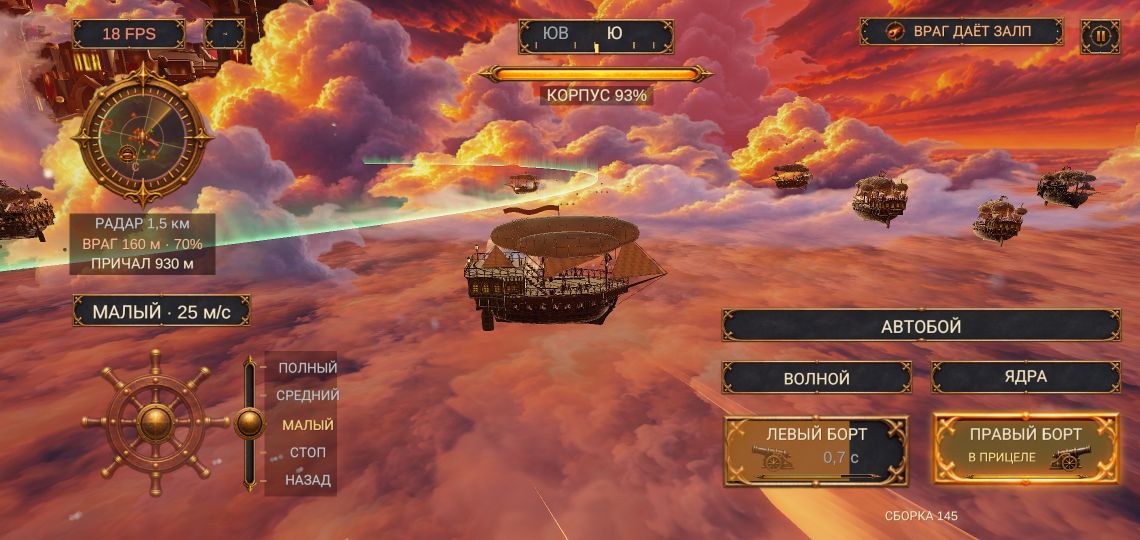 18 FPS
ЮВ Ю
ВРАГ ДАЁТ ЗАЛП
КОРПУС 93%
РАДАР 1,5 км
ВРАГ 160 м · 70%
ПРИЧАЛ 930 м
МАЛЫЙ · 25 м/с
ПОЛНЫЙ
СРЕДНИЙ
МАЛЫЙ
СТОП
НАЗАД
АВТОБОЙ
ВОЛНОЙ
ЯДРА
ЛЕВЫЙ БОРТ
0,7 с
ПРАВЫЙ БОРТ
В ПРИЦЕЛЕ
СБОРКА 145